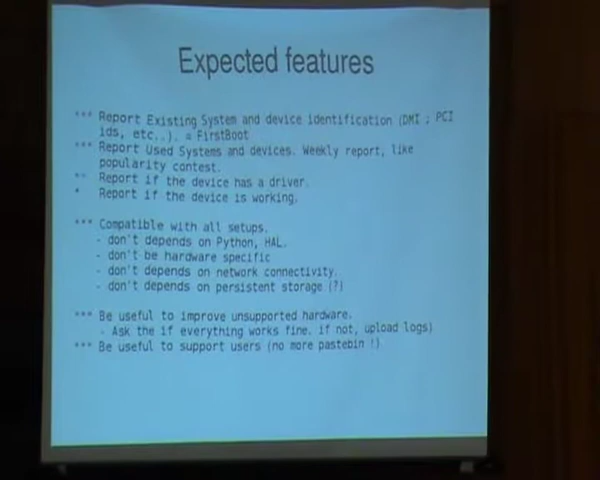 Expected features
*** Report Existing System and device identification (DMI ; PCI
ids, etc..). = FirstBoot
*** Report Used Systems and devices. Weekly report, like
popularity contest.
** Report if the device has a driver.
* Report if the device is working.
*** Compatible with all setups.
- don't depends on Python, HAL.
- don't be hardware specific
- don't depends on network connectivity.
- don't depends on persistent storage (?)
*** Be useful to improve unsupported hardware.
- Ask the if everything works fine. if not, upload logs)
*** Be useful to support users (no more pastebin !)